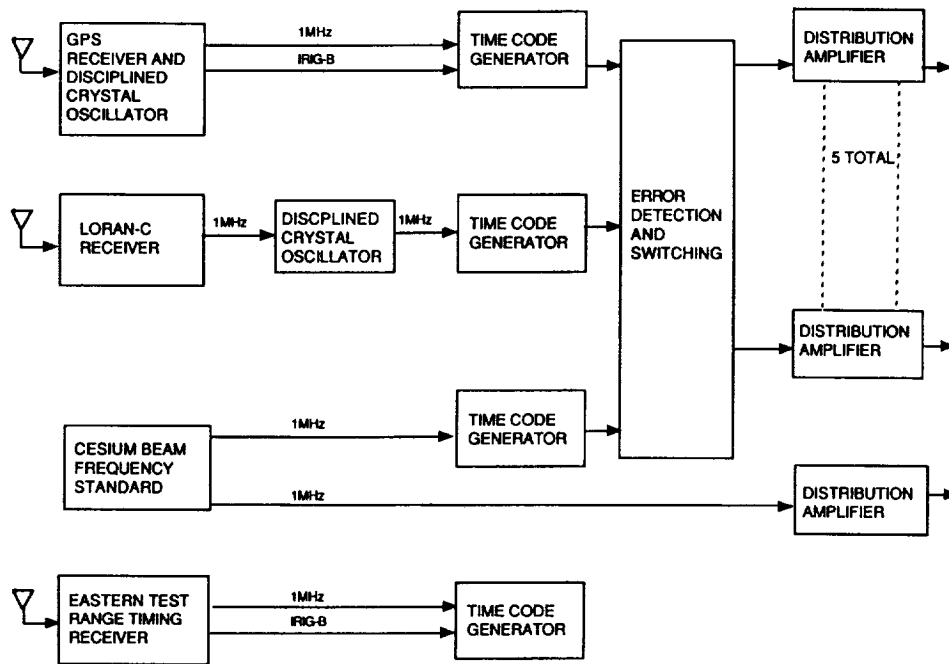 GPS
RECEIVER AND
DISCIPLINED
CRYSTAL
OSCILLATOR
1MHz
IRIG-B
TIME CODE
GENERATOR
DISTRIBUTION
AMPLIFIER
5 TOTAL
LORAN-C
RECEIVER
1MHz
DISCPLINED
CRYSTAL
OSCILLATOR
1MHz
TIME CODE
GENERATOR
ERROR
DETECTION
AND
SWITCHING
DISTRIBUTION
AMPLIFIER
CESIUM BEAM
FREQUENCY
STANDARD
1MHz
1MHz
TIME CODE
GENERATOR
DISTRIBUTION
AMPLIFIER
EASTERN TEST
RANGE TIMING
RECEIVER
1MHz
IRIG-B
TIME CODE
GENERATOR